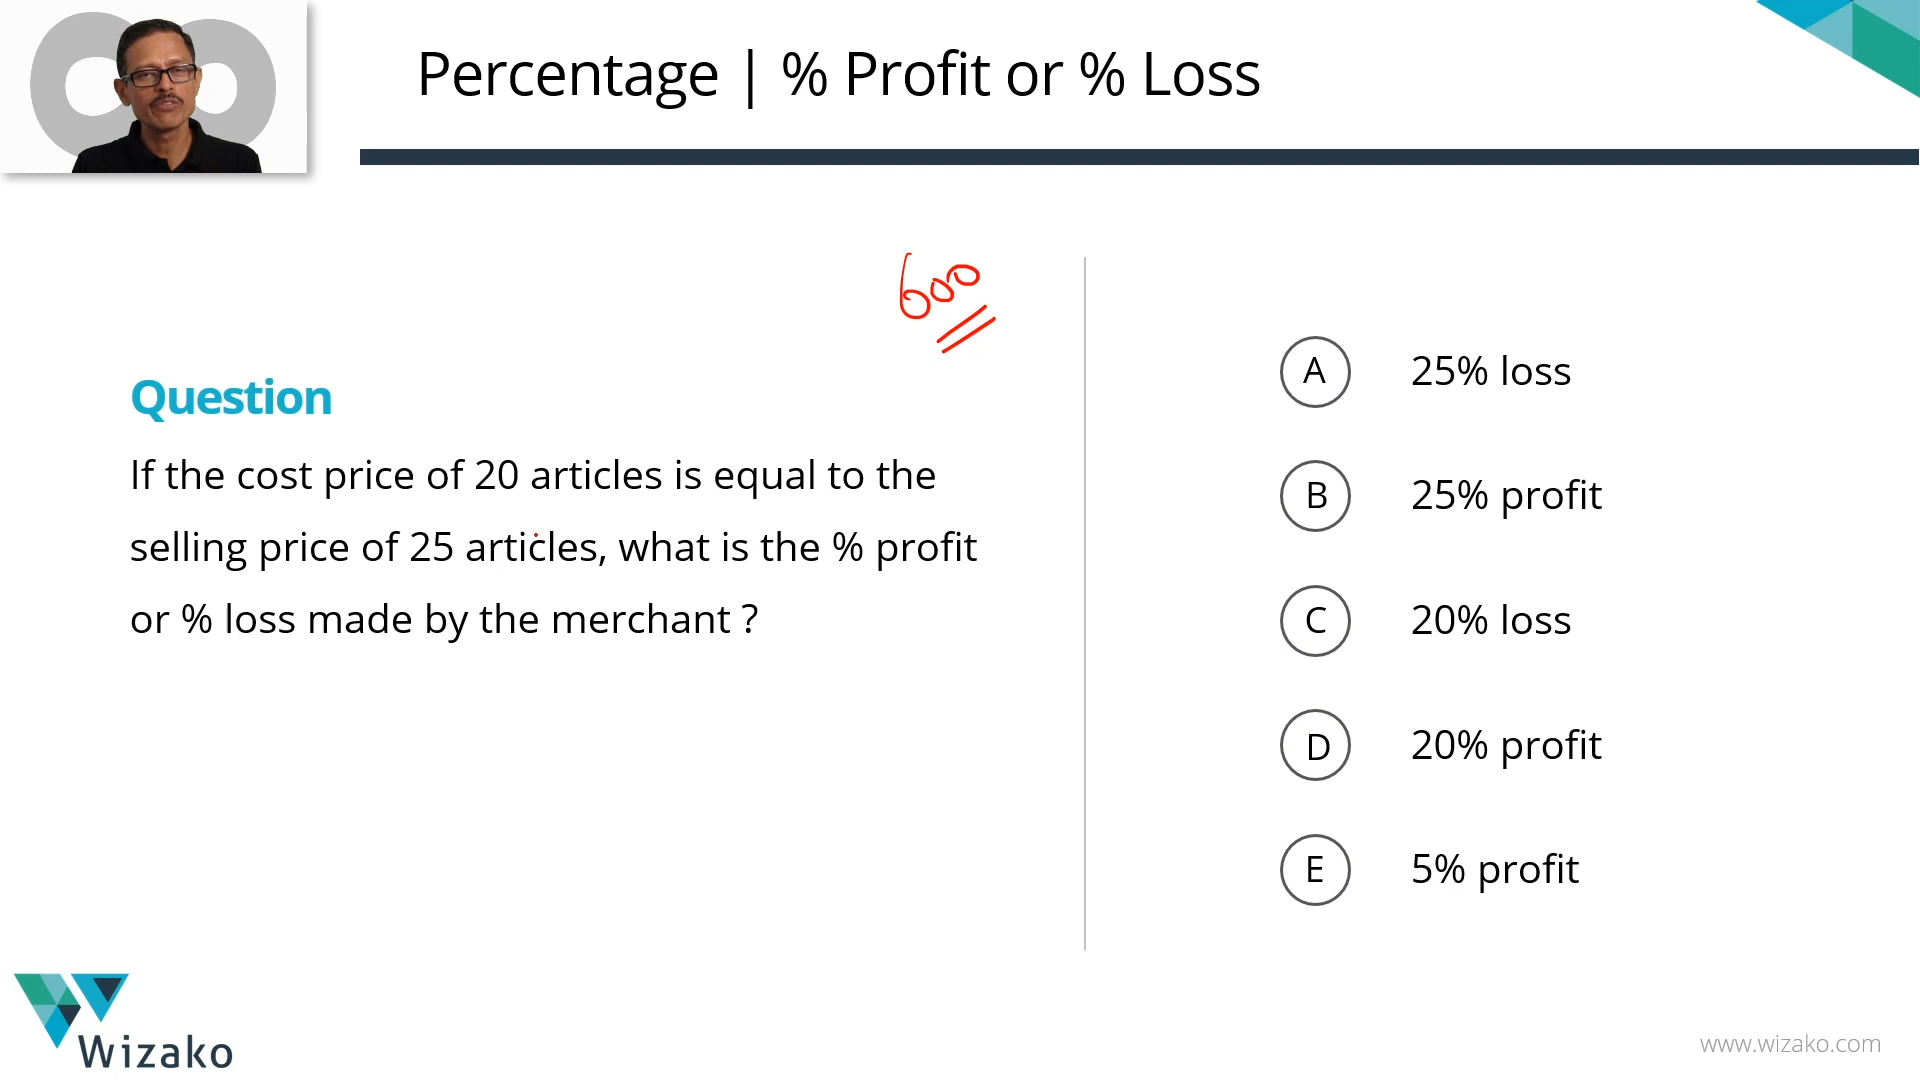 Percentage | % Profit or % Loss
600
Question
If the cost price of 20 articles is equal to the
selling price of 25 articles, what is the % profit
or % loss made by the merchant ?
A 25% loss
B 25% profit
C 20% loss
D 20% profit
E 5% profit
Wizako
www.wizako.com